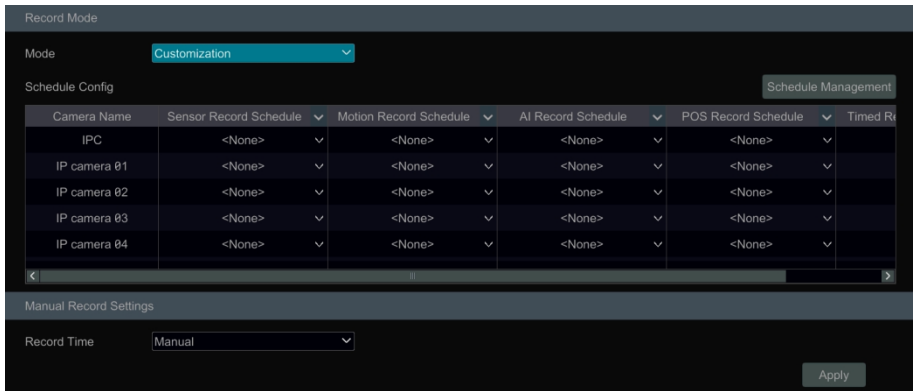 Record Mode
Mode Customization
Schedule Config Schedule Management
Camera Name Sensor Record Schedule Motion Record Schedule AI Record Schedule POS Record Schedule Timed Re
IPC <None> <None> <None> <None>
IP camera 01 <None> <None> <None> <None>
IP camera 02 <None> <None> <None> <None>
IP camera 03 <None> <None> <None> <None>
IP camera 04 <None> <None> <None> <None>
Manual Record Settings
Record Time Manual
Apply